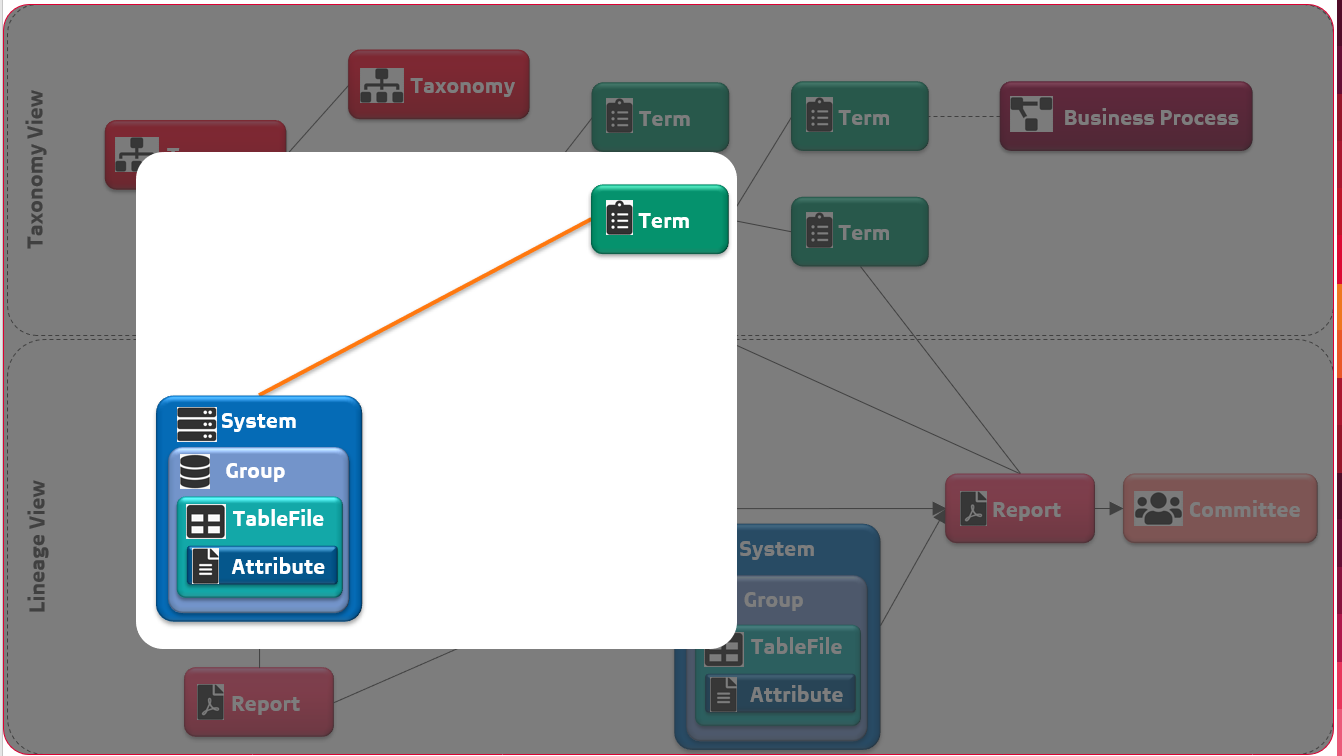 Taxonomy View
Taxonomy
Term
Term
Business Process
Term
Term
System
Group
TableFile
Attribute
Lineage View
Report
Committee
System
Group
TableFile
Attribute
Report